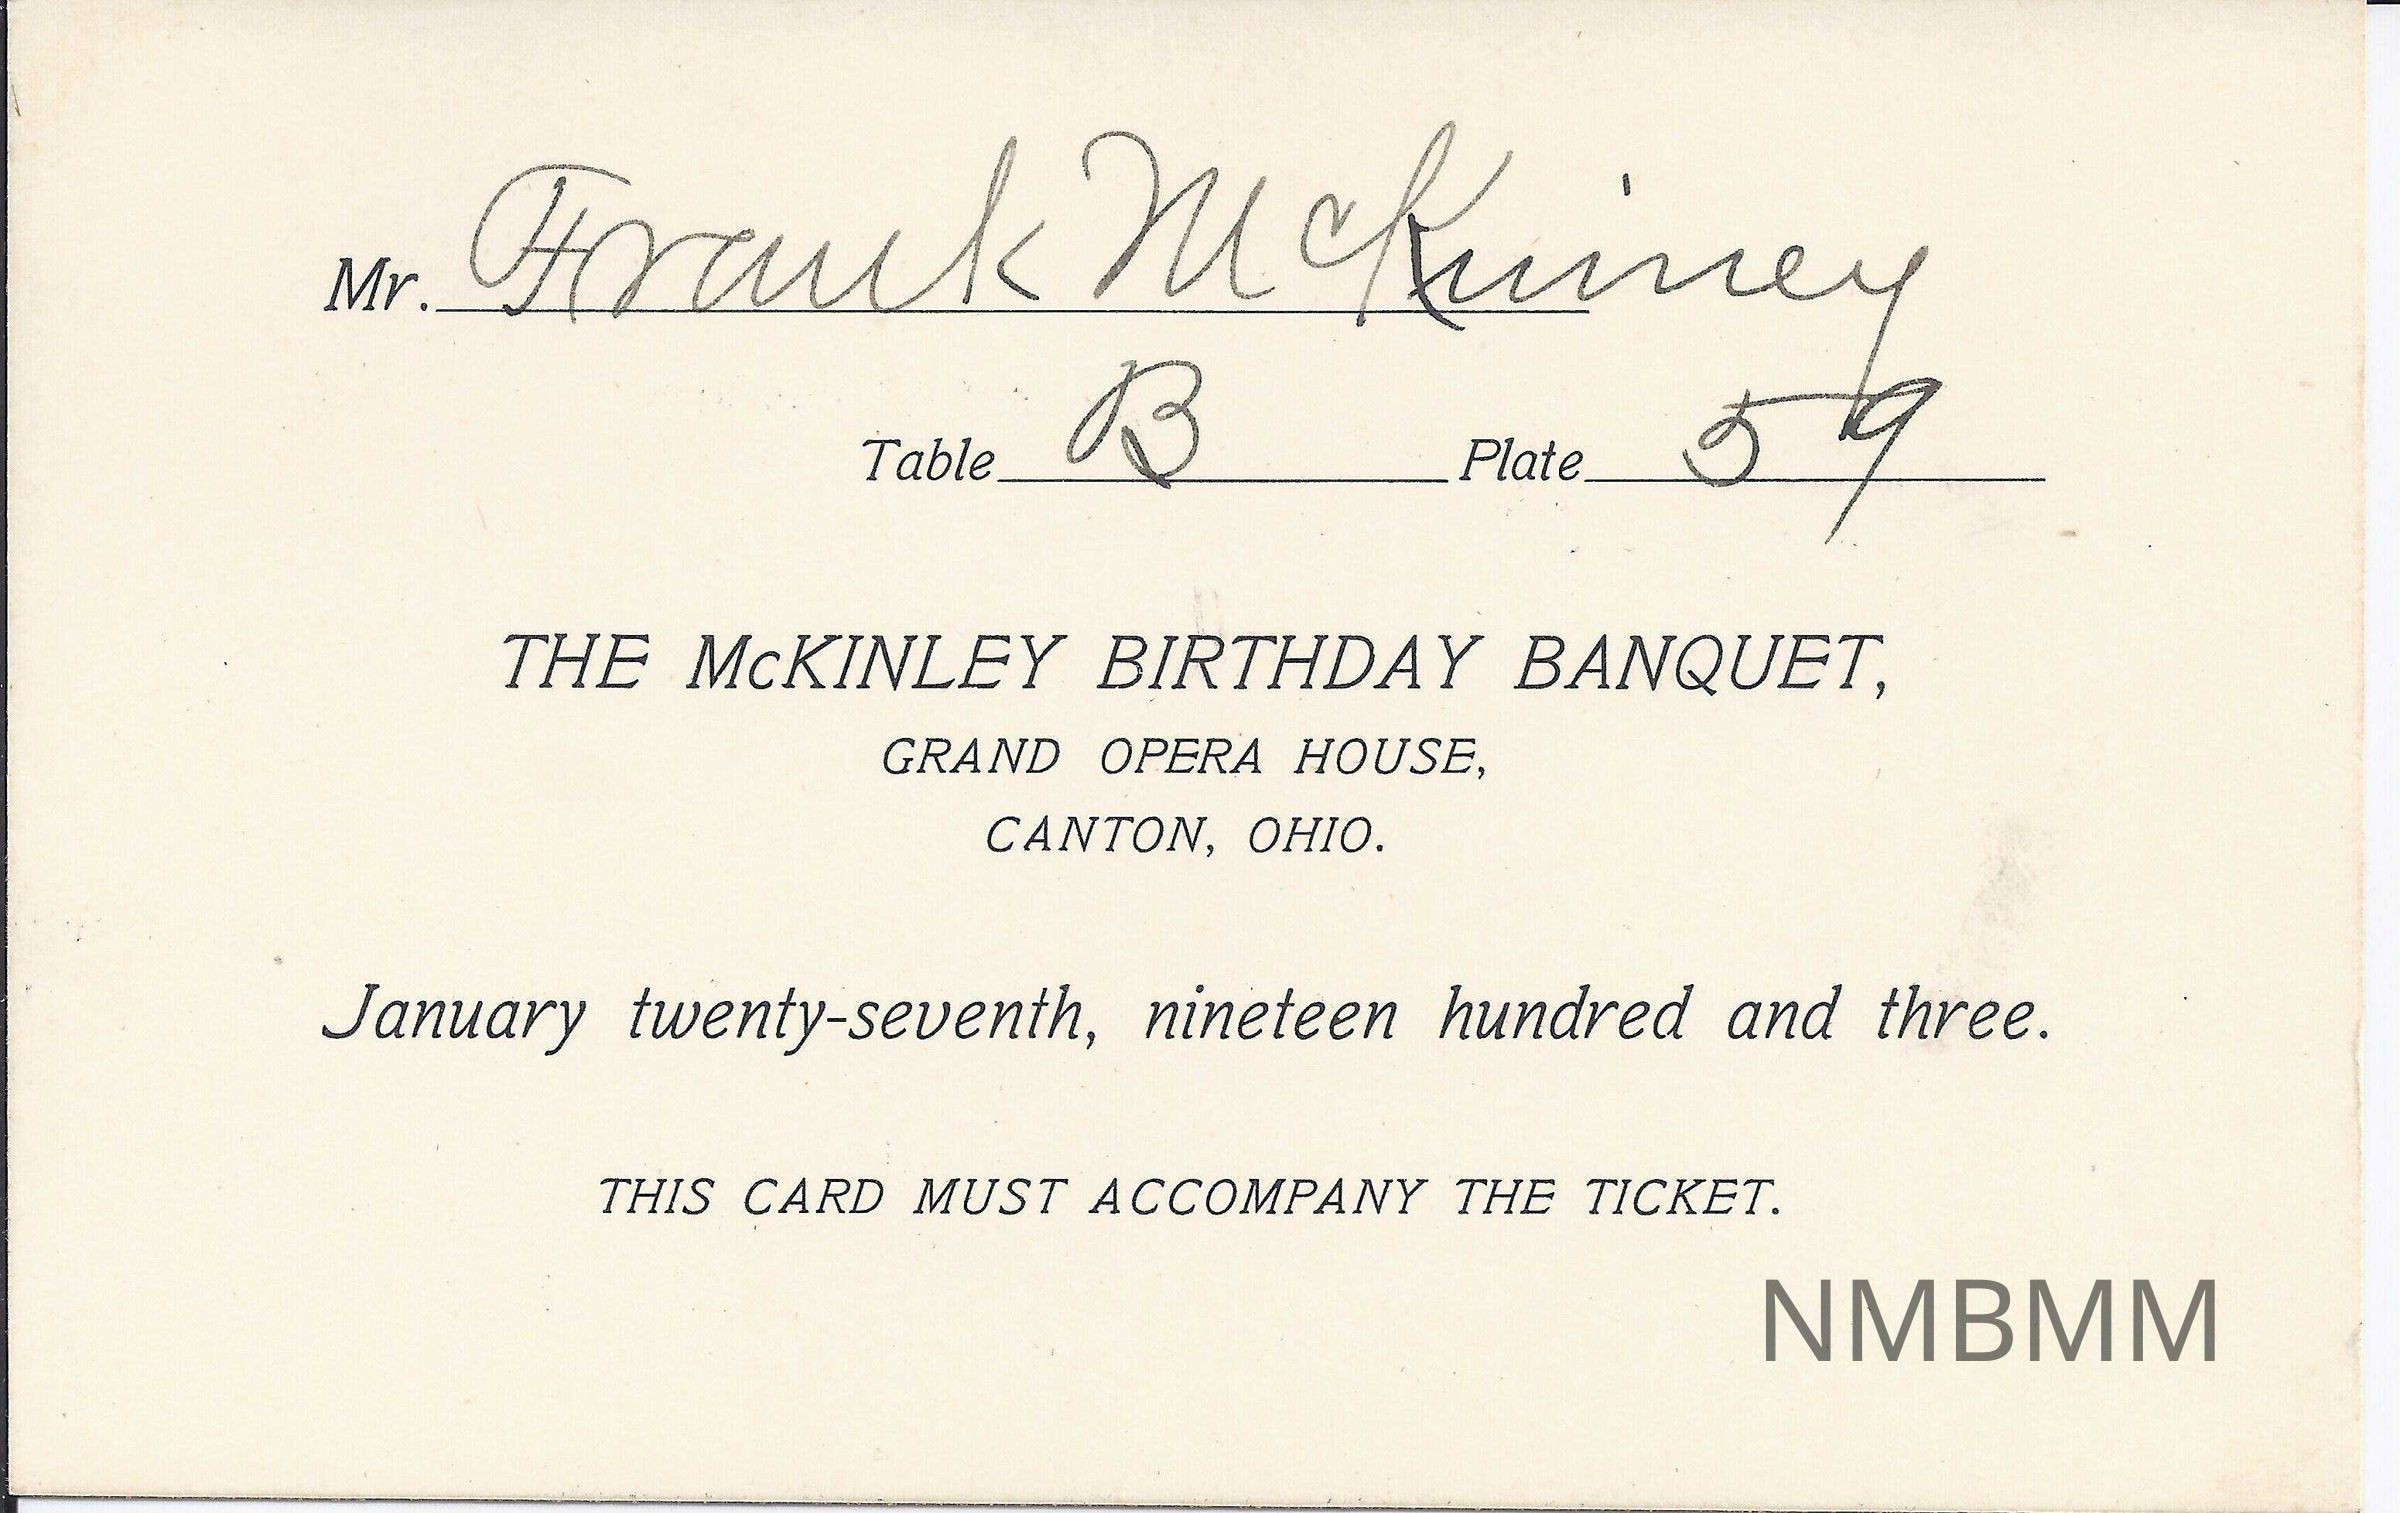 Mr. Frank McKinney
Table B Plate 59
THE McKINLEY BIRTHDAY BANQUET,
GRAND OPERA HOUSE,
CANTON, OHIO.
January twenty-seventh, nineteen hundred and three.
THIS CARD MUST ACCOMPANY THE TICKET.
NMBMM